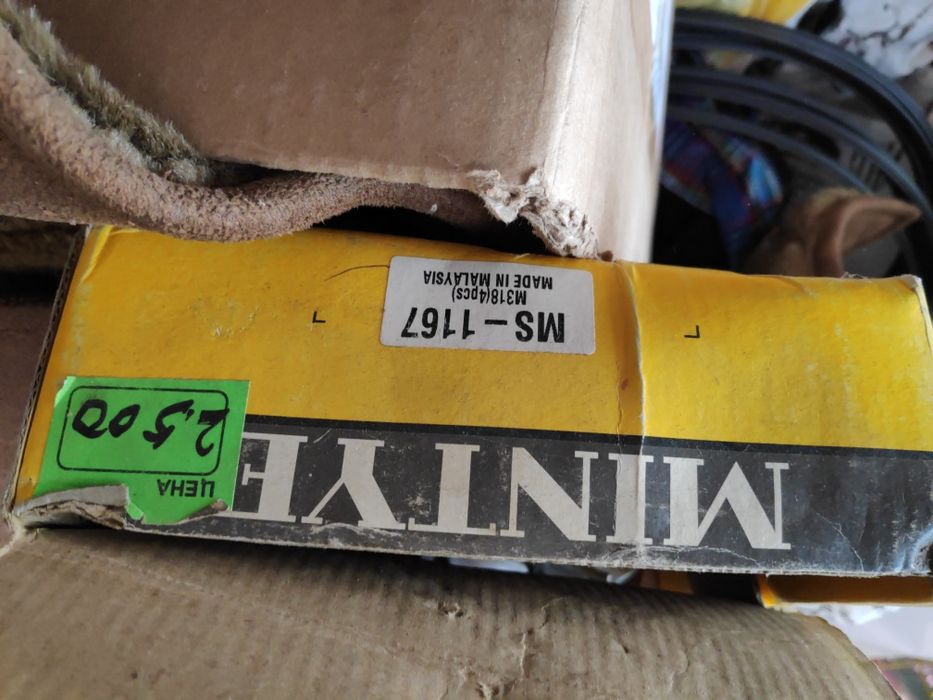 MINTYE
ЦЕНА
2.500
MS-1167
M318(4pcs)
MADE IN MALAYSIA